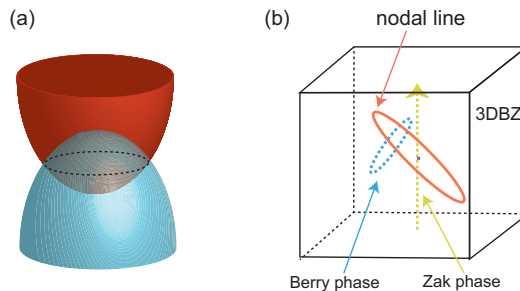 (a)
(b)
nodal line
3DBZ
Berry phase
Zak phase